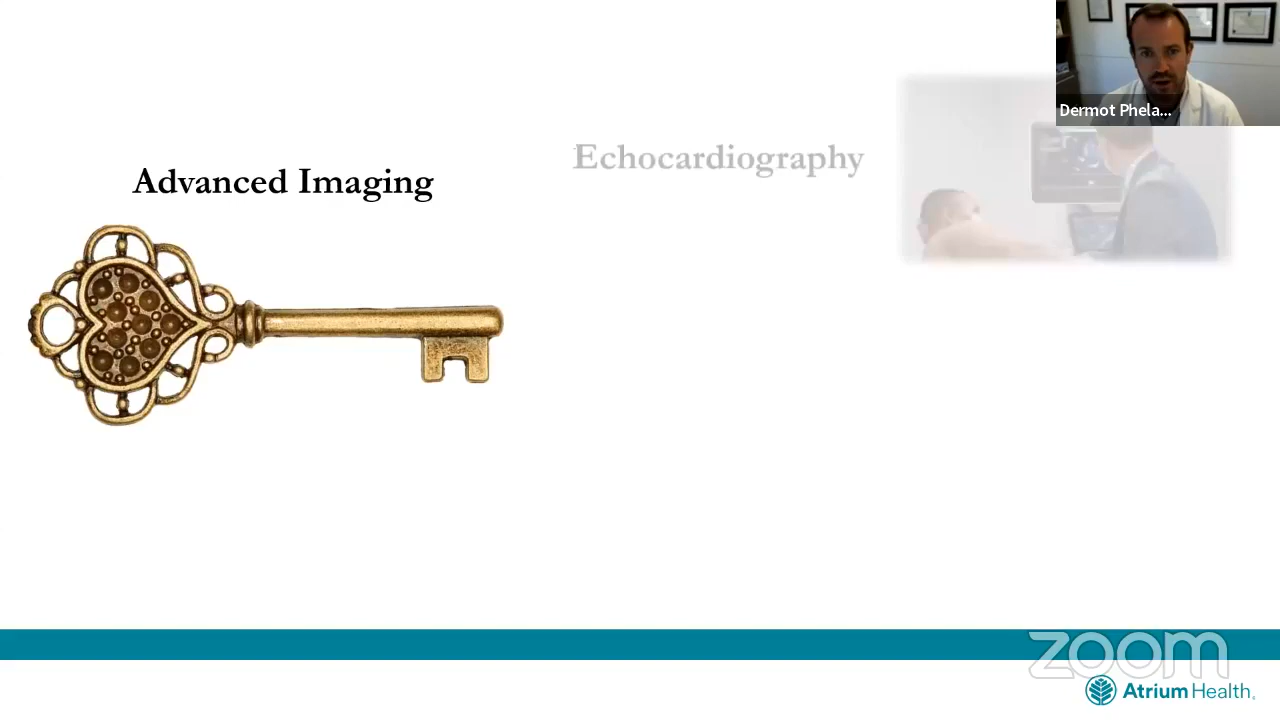 Dermot Phela...
Echocardiography
Advanced Imaging
zoom
Atrium Health